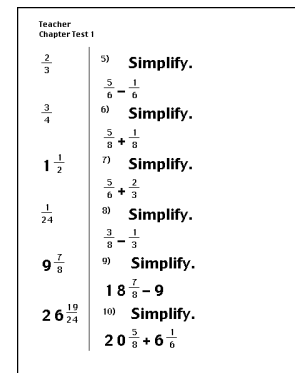 Teacher
Chapter Test 1
2/3 5) Simplify.
5/6 – 1/6
3/4 6) Simplify.
5/8 + 1/8
1 1/2 7) Simplify.
5/6 + 2/3
1/24 8) Simplify.
3/8 – 1/3
9 7/8 9) Simplify.
18 7/8 – 9
26 19/24 10) Simplify.
20 5/8 + 6 1/6